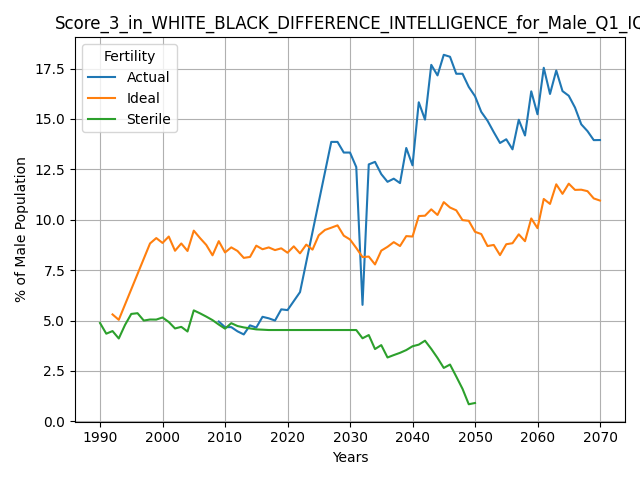 Score_3_in_WHITE_BLACK_DIFFERENCE_INTELLIGENCE_for_Male_Q1_IC
Fertility
Actual
Ideal
Sterile
% of Male Population
17.5
15.0
12.5
10.0
7.5
5.0
2.5
0.0
1990 2000 2010 2020 2030 2040 2050 2060 2070
Years